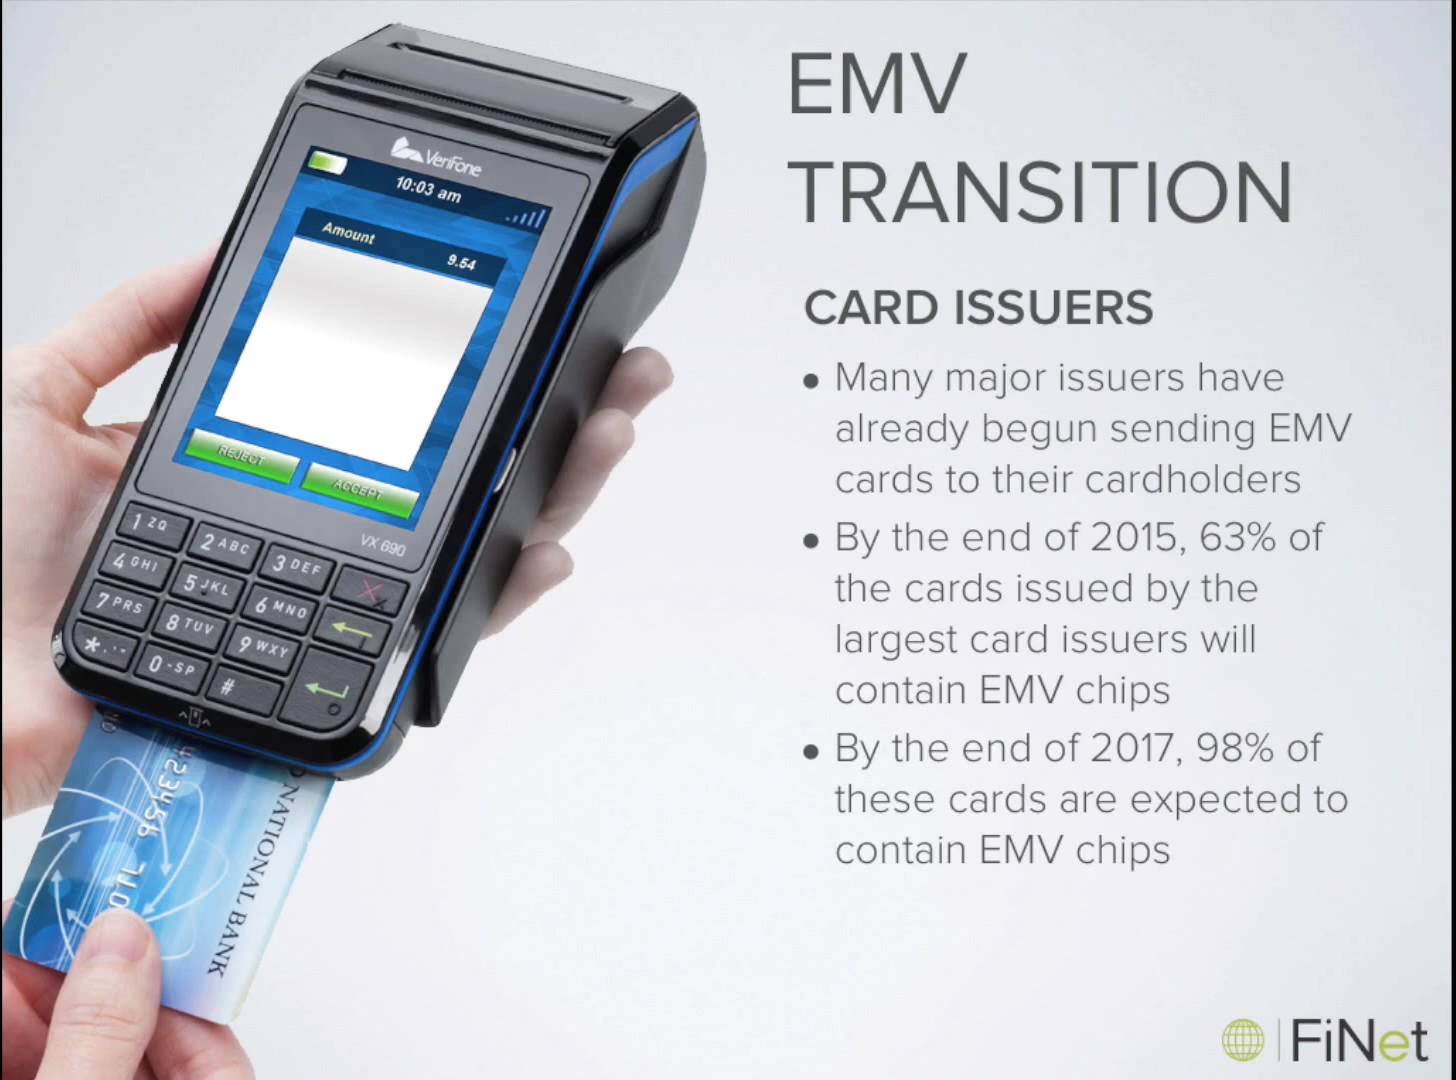 EMV
TRANSITION
CARD ISSUERS
• Many major issuers have
already begun sending EMV
cards to their cardholders
• By the end of 2015, 63% of
the cards issued by the
largest card issuers will
contain EMV chips
• By the end of 2017, 98% of
these cards are expected to
contain EMV chips
VeriFone
10:03 am
Amount
9.54
REJECT
ACCEPT
VX 690
1 ZQ
2 ABC
3 DEF
4 GHI
5 JKL
6 MNO
7 PRS
8 TUV
9 WXY
*.'-
0 -SP
#
NATIONAL BANK
FiNet